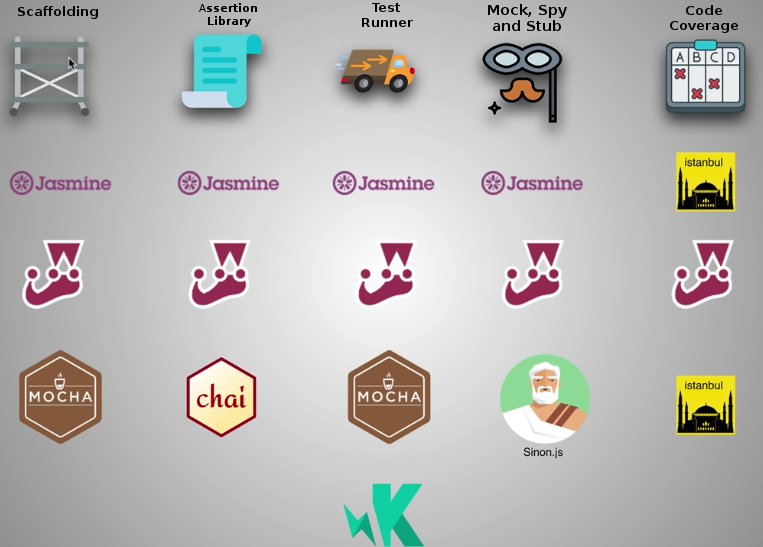 Scaffolding
Assertion
Library
Test
Runner
Mock, Spy
and Stub
Code
Coverage
A B C D
Jasmine
Jasmine
Jasmine
Jasmine
istanbul
MOCHA
chai
MOCHA
Sinon.js
istanbul
K